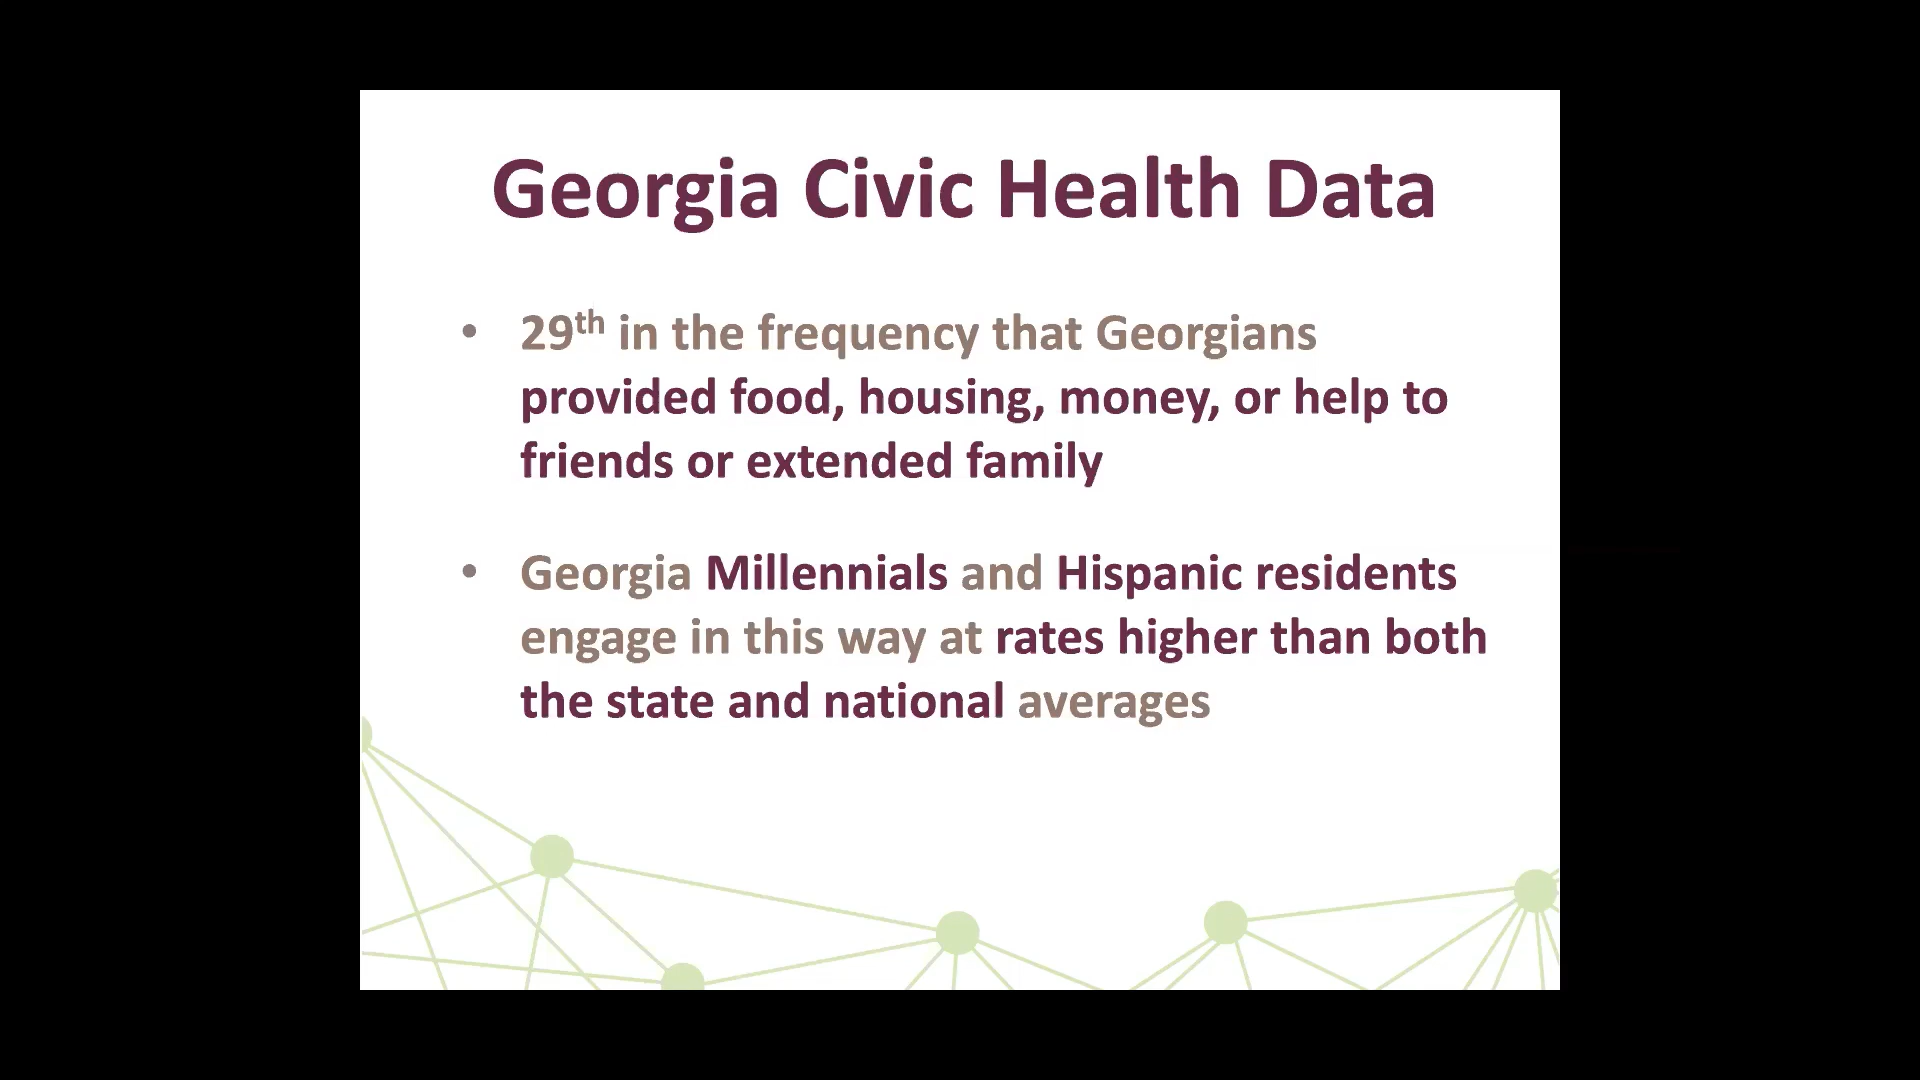 Georgia Civic Health Data
• 29th in the frequency that Georgians
provided food, housing, money, or help to
friends or extended family
• Georgia Millennials and Hispanic residents
engage in this way at rates higher than both
the state and national averages